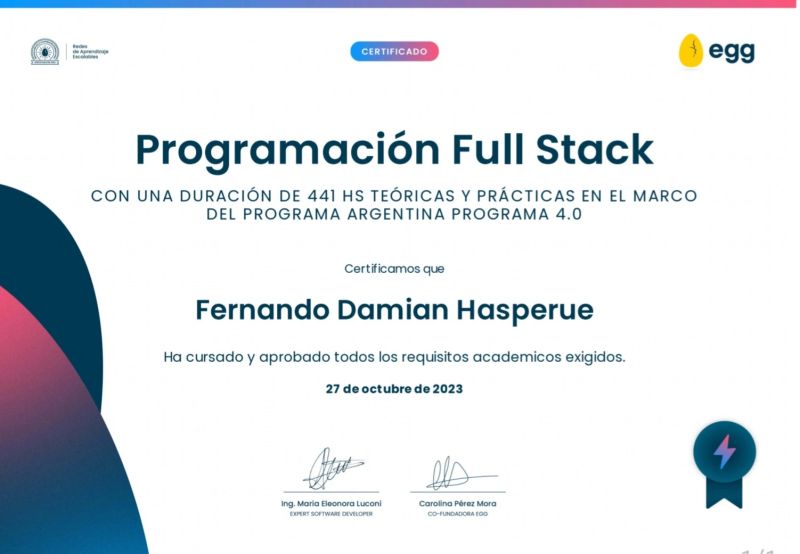 Redes
de Aprendizaje
Escalables
CERTIFICADO
egg
Programación Full Stack
CON UNA DURACIÓN DE 441 HS TEÓRICAS Y PRÁCTICAS EN EL MARCO
DEL PROGRAMA ARGENTINA PROGRAMA 4.0
Certificamos que
Fernando Damian Hasperue
Ha cursado y aprobado todos los requisitos academicos exigidos.
27 de octubre de 2023
Ing. Maria Eleonora Luconi
EXPERT SOFTWARE DEVELOPER
Carolina Pérez Mora
CO-FUNDADORA EGG